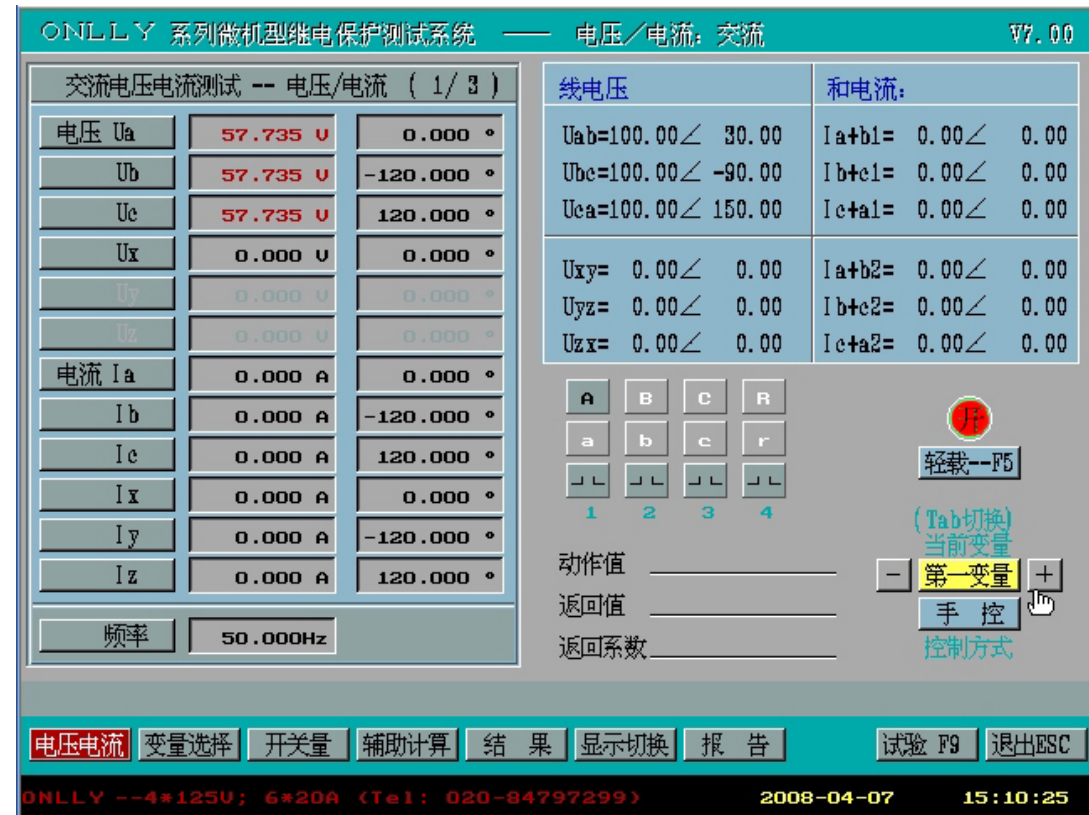 ONLLY 系列微机型继电保护测试系统 —— 电压/电流: 交流 V7.00
交流电压电流测试 -- 电压/电流 ( 1/ 3 )
电压 Ua 57.735 V 0.000 °
Ub 57.735 V -120.000 °
Uc 57.735 V 120.000 °
Ux 0.000 V 0.000 °
Uy 0.000 V 0.000 °
Uz 0.000 V 0.000 °
电流 Ia 0.000 A 0.000 °
Ib 0.000 A -120.000 °
Ic 0.000 A 120.000 °
Ix 0.000 A 0.000 °
Iy 0.000 A -120.000 °
Iz 0.000 A 120.000 °
频率 50.000Hz
线电压
Uab=100.00∠ 30.00
Ubc=100.00∠ -90.00
Uca=100.00∠ 150.00
Uxy= 0.00∠ 0.00
Uyz= 0.00∠ 0.00
Uzx= 0.00∠ 0.00
和电流:
Ia+b1= 0.00∠ 0.00
Ib+c1= 0.00∠ 0.00
Ic+a1= 0.00∠ 0.00
Ia+b2= 0.00∠ 0.00
Ib+c2= 0.00∠ 0.00
Ic+a2= 0.00∠ 0.00
A B C R
a b c r
1 2 3 4
动作值
返回值
返回系数
开
轻载--F5
(Tab切换)
当前变量
- 第一变量 +
手 控
控制方式
电压电流 变量选择 开关量 辅助计算 结 果 显示切换 报 告 试验 F9 退出ESC
ONLLY --4*125V; 6*20A (Tel: 020-84797299) 2008-04-07 15:10:25